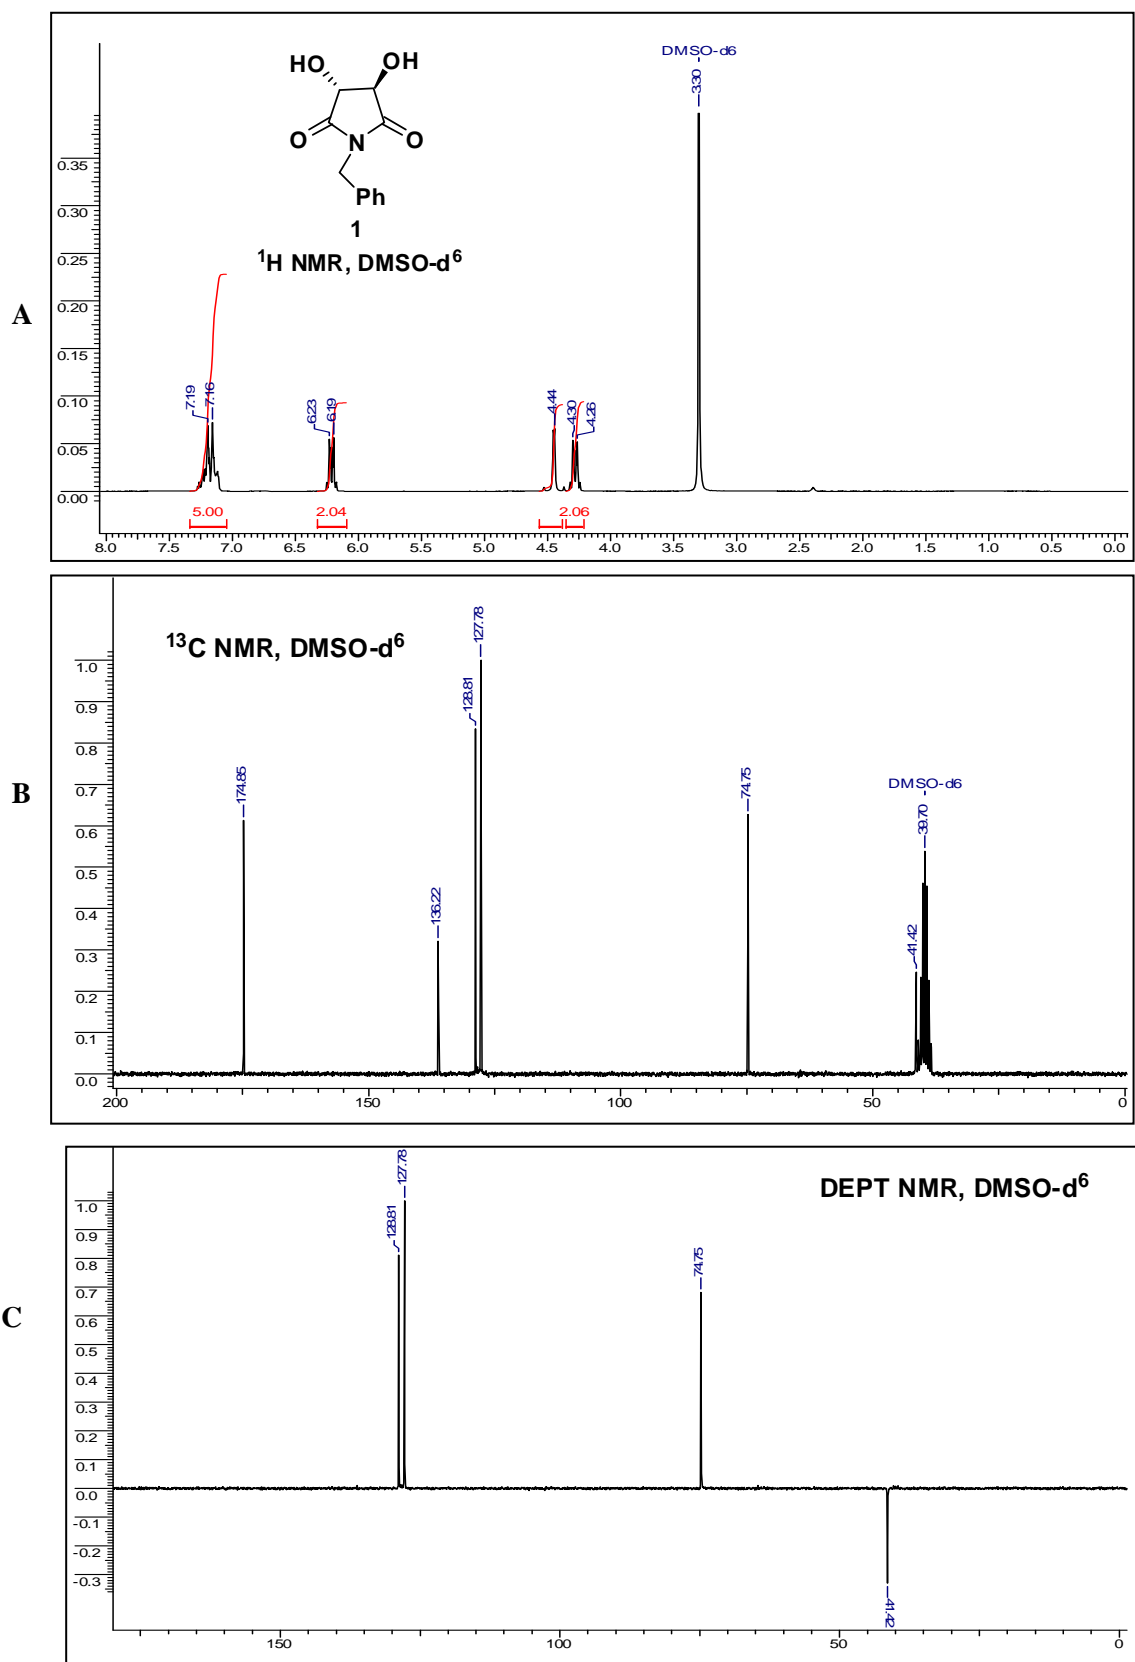 A
HO OH
O N O
Ph
1
¹H NMR, DMSO-d⁶
DMSO-d6
3.30
7.19 7.16 6.23 6.19 4.44 4.30 4.26
0.35
0.30
0.25
0.20
0.15
0.10
0.05
0.00
5.00 2.04 2.06
8.0 7.5 7.0 6.5 6.0 5.5 5.0 4.5 4.0 3.5 3.0 2.5 2.0 1.5 1.0 0.5 0.0
B
¹³C NMR, DMSO-d⁶
DMSO-d6
174.85 136.22 128.81 127.78 74.75 41.42 39.70
1.0
0.9
0.8
0.7
0.6
0.5
0.4
0.3
0.2
0.1
0.0
200 150 100 50 0
C
DEPT NMR, DMSO-d⁶
128.81 127.78 74.75
1.0
0.9
0.8
0.7
0.6
0.5
0.4
0.3
0.2
0.1
0.0
-0.1
-0.2
-0.3
41.42
150 100 50 0